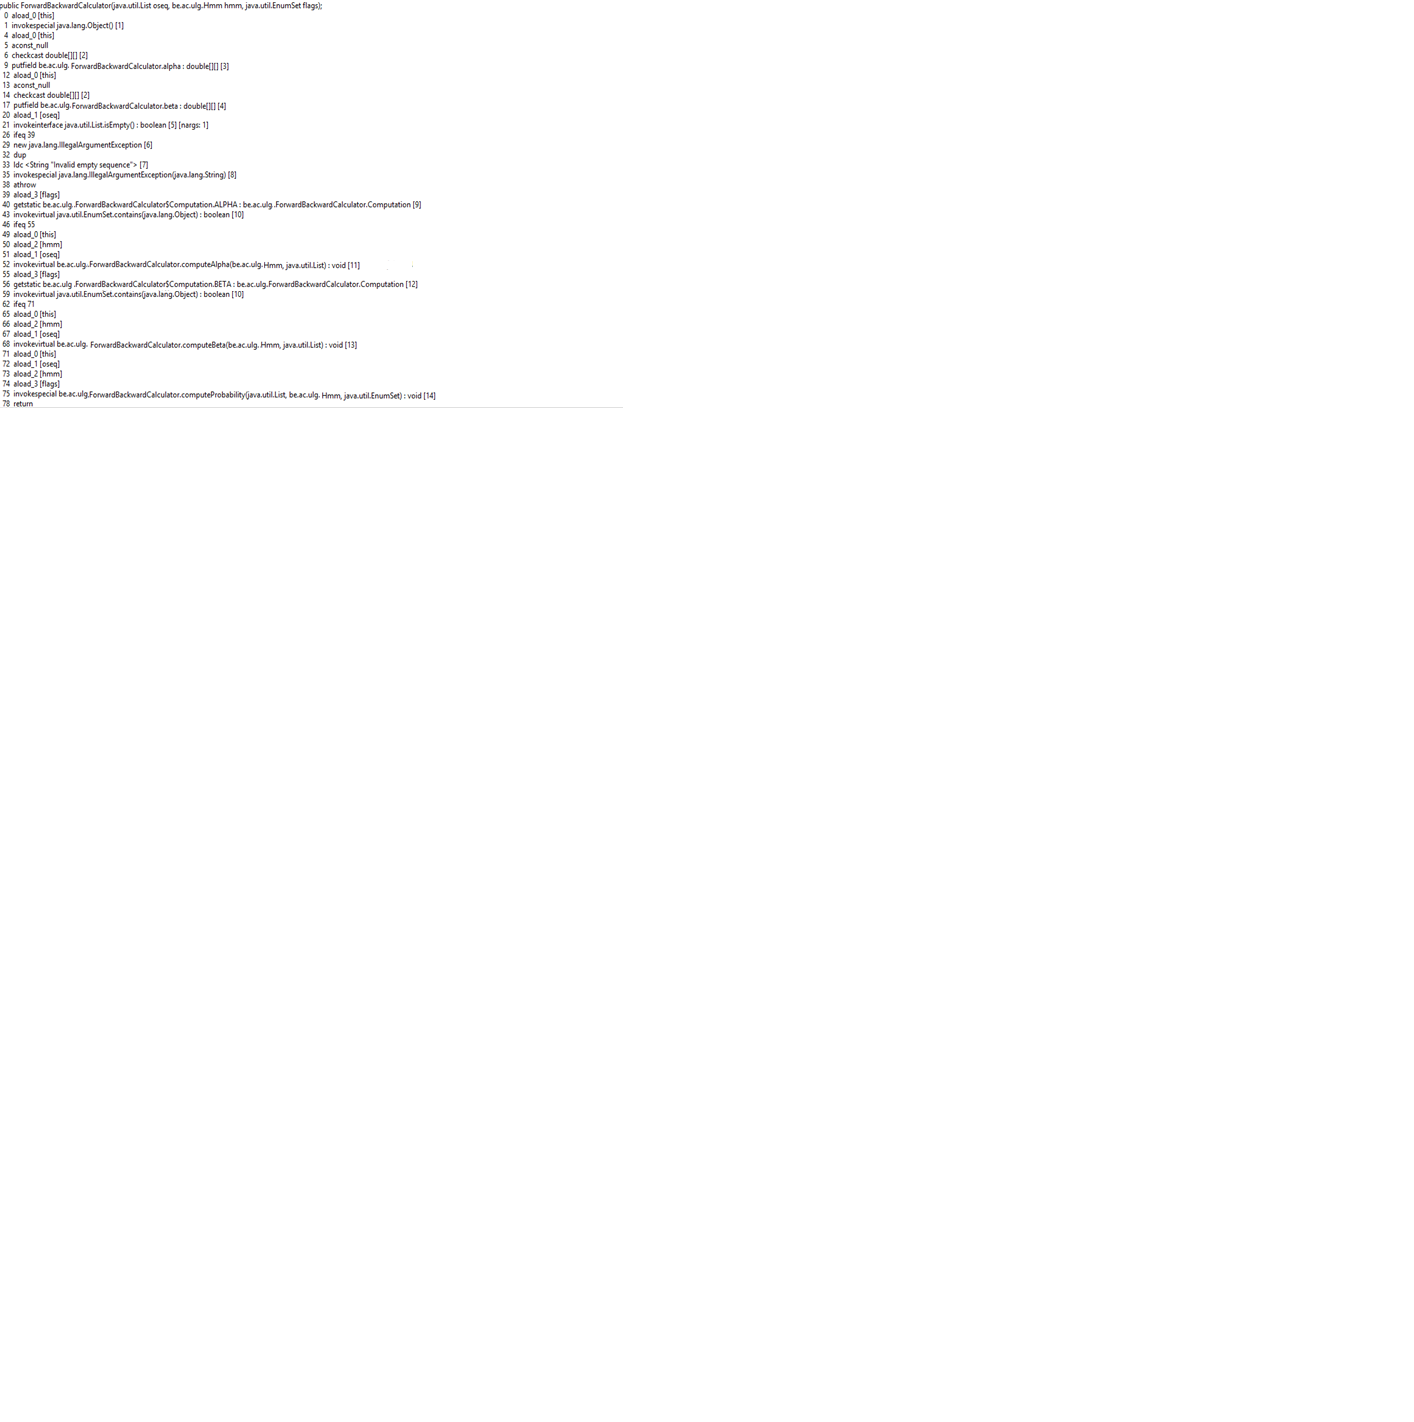 public ForwardBackwardCalculator(java.util.List oseq, be.ac.ulg.Hmm hmm, java.util.EnumSet flags);
0 aload_0 [this]
1 invokespecial java.lang.Object() [1]
4 aload_0 [this]
5 aconst_null
6 checkcast double[][] [2]
9 putfield be.ac.ulg. ForwardBackwardCalculator.alpha : double[][] [3]
12 aload_0 [this]
13 aconst_null
14 checkcast double[][] [2]
17 putfield be.ac.ulg.ForwardBackwardCalculator.beta : double[][] [4]
20 aload_1 [oseq]
21 invokeinterface java.util.List.isEmpty() : boolean [5] [nargs: 1]
26 ifeq 39
29 new java.lang.IllegalArgumentException [6]
32 dup
33 ldc <String "Invalid empty sequence"> [7]
35 invokespecial java.lang.IllegalArgumentException(java.lang.String) [8]
38 athrow
39 aload_3 [flags]
40 getstatic be.ac.ulg .ForwardBackwardCalculator$Computation.ALPHA : be.ac.ulg .ForwardBackwardCalculator.Computation [9]
43 invokevirtual java.util.EnumSet.contains(java.lang.Object) : boolean [10]
46 ifeq 55
49 aload_0 [this]
50 aload_2 [hmm]
51 aload_1 [oseq]
52 invokevirtual be.ac.ulg..ForwardBackwardCalculator.computeAlpha(be.ac.ulg.Hmm, java.util.List) : void [11]
55 aload_3 [flags]
56 getstatic be.ac.ulg .ForwardBackwardCalculator$Computation.BETA : be.ac.ulg.ForwardBackwardCalculator.Computation [12]
59 invokevirtual java.util.EnumSet.contains(java.lang.Object) : boolean [10]
62 ifeq 71
65 aload_0 [this]
66 aload_2 [hmm]
67 aload_1 [oseq]
68 invokevirtual be.ac.ulg. ForwardBackwardCalculator.computeBeta(be.ac.ulg. Hmm, java.util.List) : void [13]
71 aload_0 [this]
72 aload_1 [oseq]
73 aload_2 [hmm]
74 aload_3 [flags]
75 invokespecial be.ac.ulg.ForwardBackwardCalculator.computeProbability(java.util.List, be.ac.ulg. Hmm, java.util.EnumSet) : void [14]
78 return